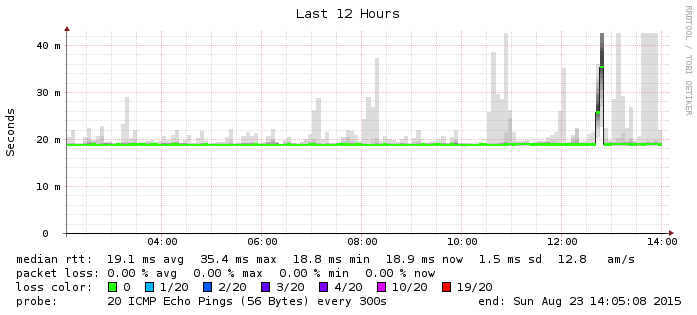 Last 12 Hours
RRDTOOL / TOBI OETIKER
Seconds
40 m
30 m
20 m
10 m
0
04:00 06:00 08:00 10:00 12:00 14:00
median rtt: 19.1 ms avg 35.4 ms max 18.8 ms min 18.9 ms now 1.5 ms sd 12.8 am/s
packet loss: 0.00 % avg 0.00 % max 0.00 % min 0.00 % now
loss color: 0 1/20 2/20 3/20 4/20 10/20 19/20
probe: 20 ICMP Echo Pings (56 Bytes) every 300s end: Sun Aug 23 14:05:08 2015